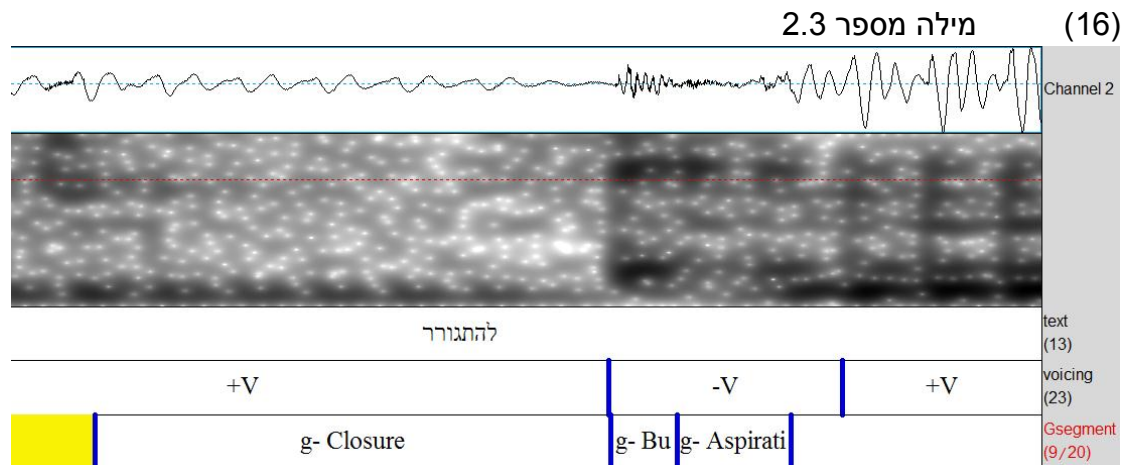 (16) מילה מספר 2.3
Channel 2
להתגורר
text
(13)
+V -V +V
voicing
(23)
g- Closure g- Bu g- Aspirati
Gsegment
(9/20)